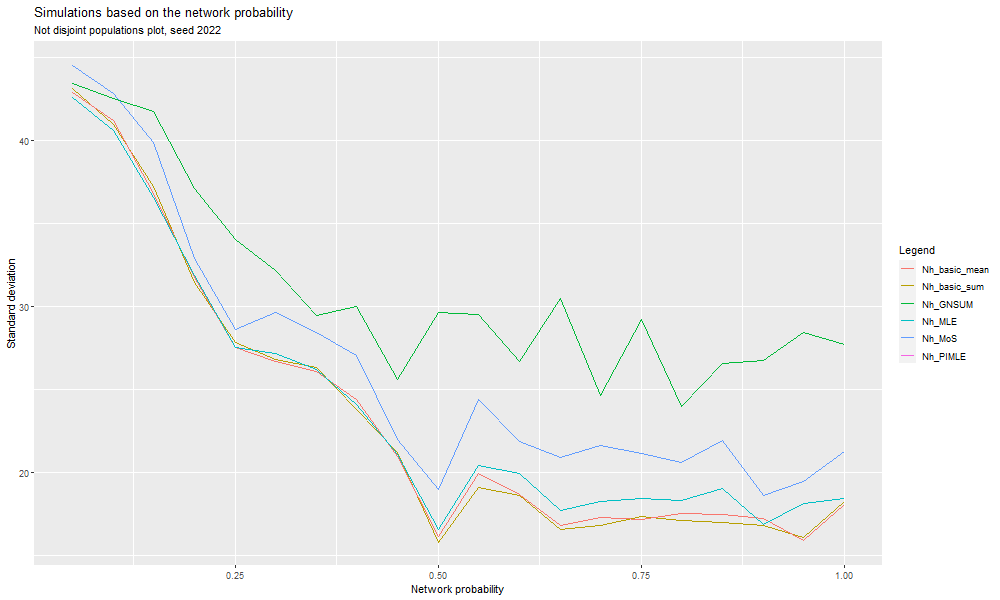 Simulations based on the network probability
Not disjoint populations plot, seed 2022
Standard deviation
40
30
20
0.25
0.50
0.75
1.00
Network probability
Legend
Nh_basic_mean
Nh_basic_sum
Nh_GNSUM
Nh_MLE
Nh_MoS
Nh_PIMLE